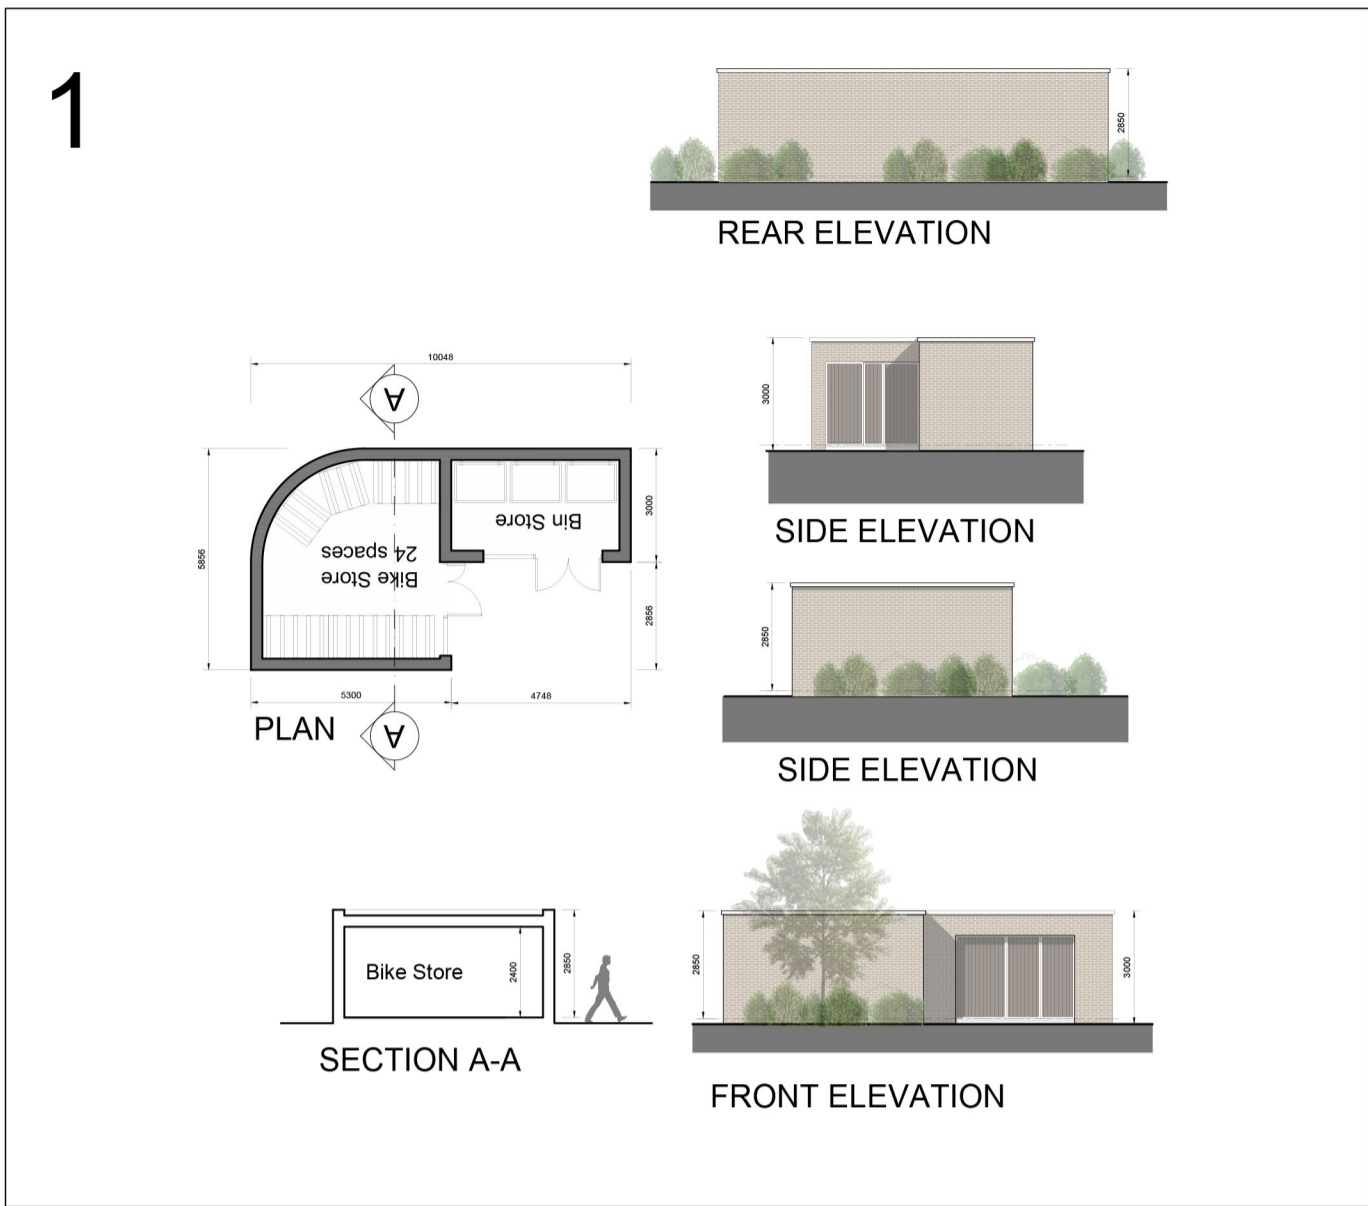 1
2850
REAR ELEVATION
10048
A
3000
5856
3000
Bin Store
Bike Store
24 spaces
2856
SIDE ELEVATION
2850
5300
4748
PLAN
A
SIDE ELEVATION
Bike Store
2400
2850
2850
3000
SECTION A-A
FRONT ELEVATION